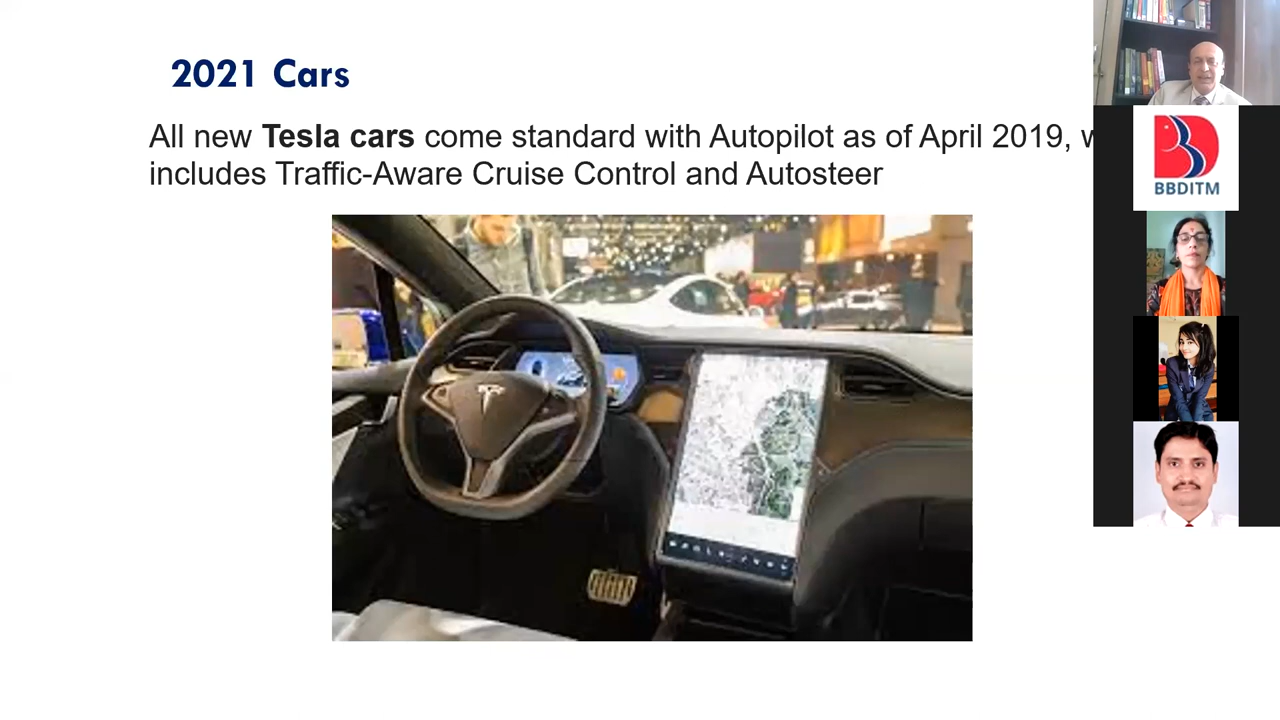 2021 Cars
All new Tesla cars come standard with Autopilot as of April 2019,
includes Traffic-Aware Cruise Control and Autosteer
BBDITM